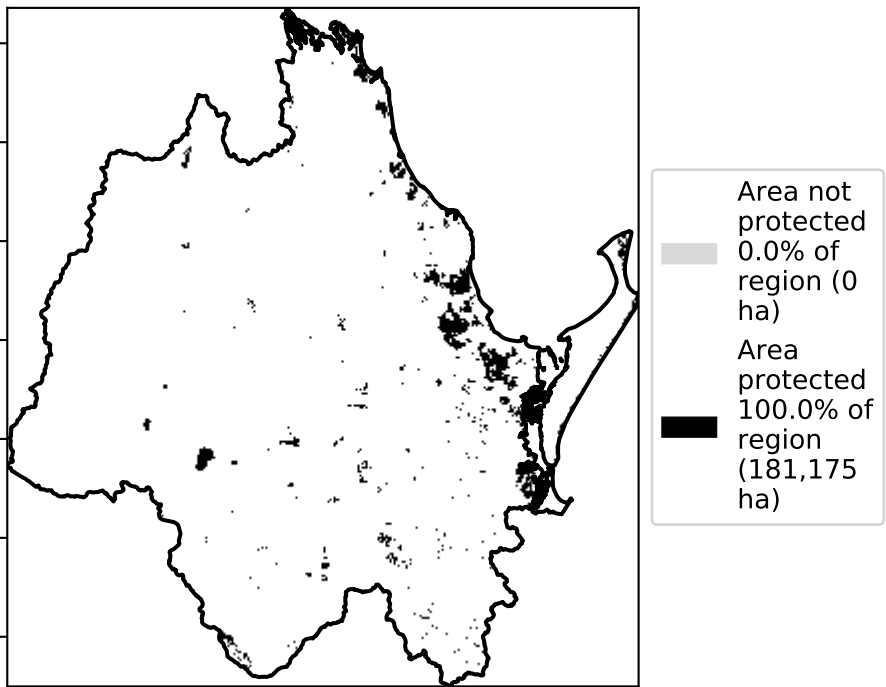 Area not
protected
0.0% of
region (0
ha)
Area
protected
100.0% of
region
(181,175
ha)